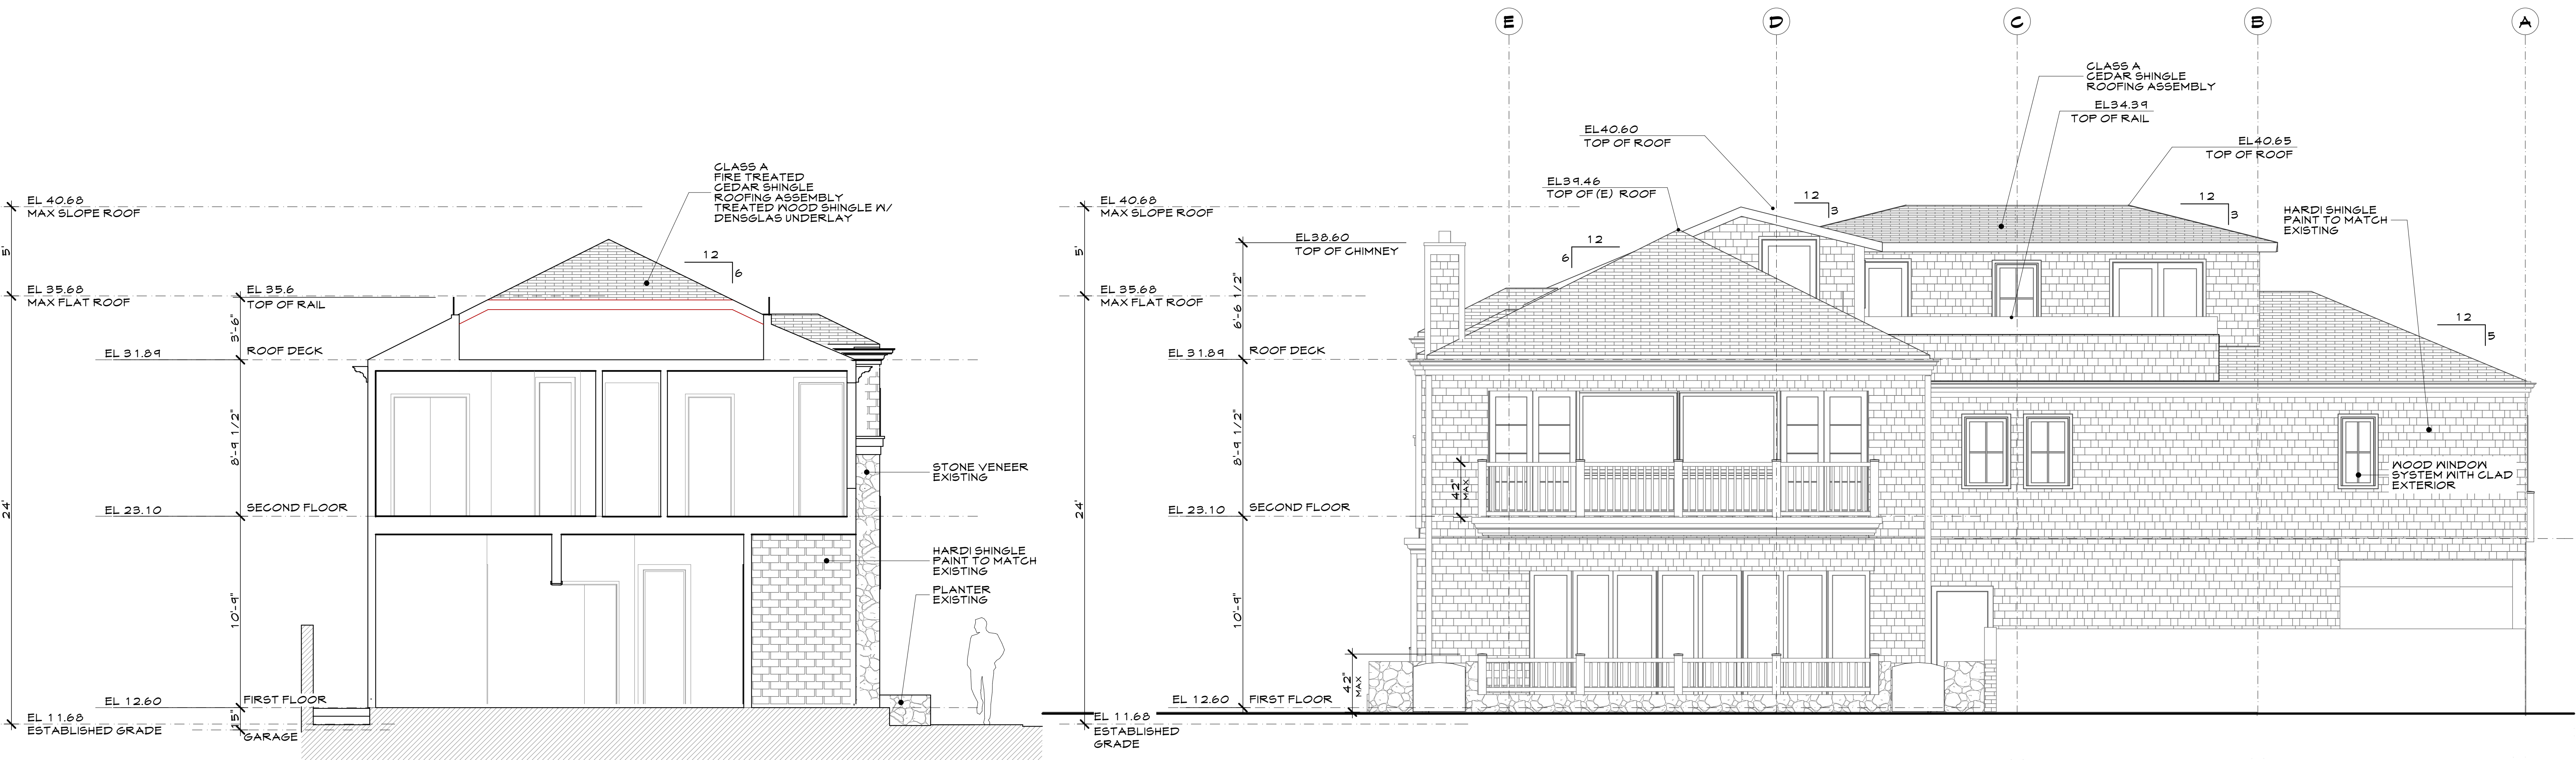 EL 40.68
MAX SLOPE ROOF
5'
EL 35.68
MAX FLAT ROOF
24'
EL 11.68
ESTABLISHED GRADE
EL 35.6
TOP OF RAIL
3'-6"
EL 31.89
ROOF DECK
8'-9 1/2"
EL 23.10
SECOND FLOOR
10'-9"
EL 12.60
FIRST FLOOR
15"
GARAGE
CLASS A
FIRE TREATED
CEDAR SHINGLE
ROOFING ASSEMBLY
TREATED WOOD SHINGLE W/
DENSGLAS UNDERLAY
12
6
STONE VENEER
EXISTING
HARDI SHINGLE
PAINT TO MATCH
EXISTING
PLANTER
EXISTING
E
D
C
B
A
EL 40.68
MAX SLOPE ROOF
5'
EL 35.68
MAX FLAT ROOF
24'
EL 11.68
ESTABLISHED
GRADE
EL38.60
TOP OF CHIMNEY
6'-6 1/2"
EL 31.89
ROOF DECK
8'-9 1/2"
EL 23.10
SECOND FLOOR
10'-9"
EL 12.60
FIRST FLOOR
EL40.60
TOP OF ROOF
EL39.46
TOP OF (E) ROOF
12
6
12
3
CLASS A
CEDAR SHINGLE
ROOFING ASSEMBLY
EL34.39
TOP OF RAIL
EL40.65
TOP OF ROOF
12
3
HARDI SHINGLE
PAINT TO MATCH
EXISTING
12
5
WOOD WINDOW
SYSTEM WITH CLAD
EXTERIOR
42"
MAX
42"
MAX